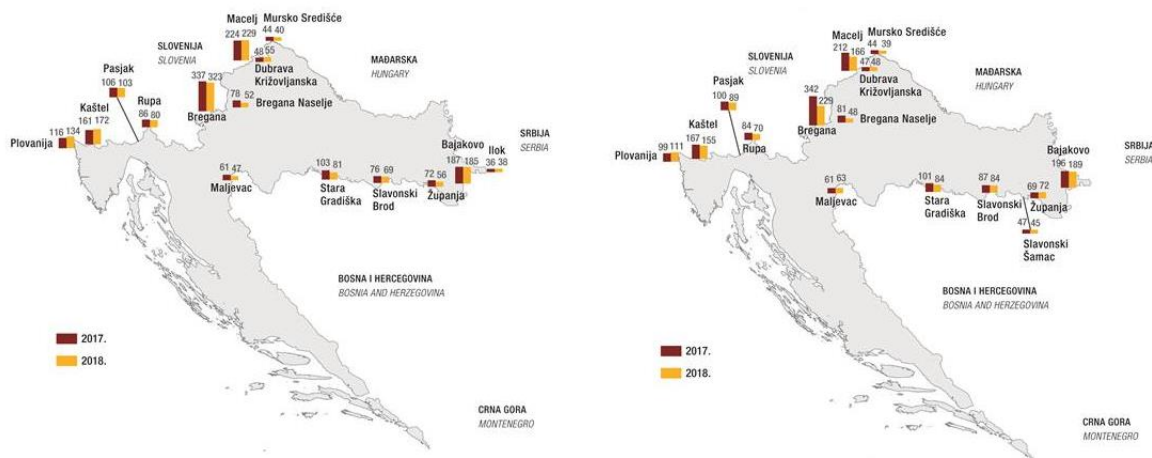 Macelj
224 229
Mursko Središće
44 40
SLOVENIJA
SLOVENIA
48 55
Dubrava
Križovljanska
MAĐARSKA
HUNGARY
Pasjak
106 103
337 323
Bregana
78 52
Bregana Naselje
Kaštel
161 172
Rupa
86 80
Plovanija
116 134
SRBIJA
SERBIA
Bajakovo
187 185
Ilok
36 38
61 47
Maljevac
103 81
Stara
Gradiška
76 69
Slavonski
Brod
72 56
Županja
BOSNA I HERCEGOVINA
BOSNIA AND HERZEGOVINA
2017.
2018.
CRNA GORA
MONTENEGRO
Macelj
212 166
Mursko Središće
44 39
SLOVENIJA
SLOVENIA
47 48
Dubrava
Križovljanska
MAĐARSKA
HUNGARY
Pasjak
100 89
342 229
Bregana
81 48
Bregana Naselje
Kaštel
167 155
84 70
Rupa
Plovanija
99 111
SRBIJA
SERBIA
Bajakovo
196 189
61 63
Maljevac
101 84
Stara
Gradiška
87 84
Slavonski
Brod
69 72
Županja
47 45
Slavonski
Šamac
BOSNA I HERCEGOVINA
BOSNIA AND HERZEGOVINA
2017.
2018.
CRNA GORA
MONTENEGRO